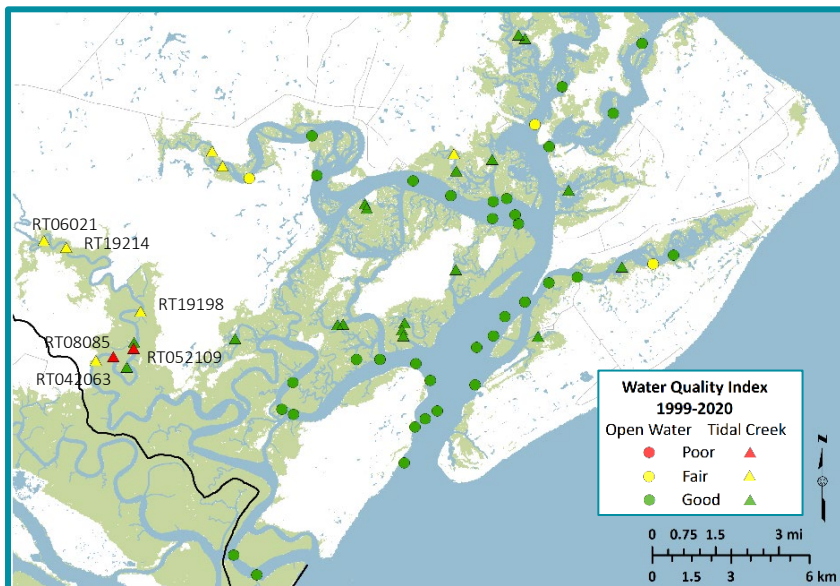 RT06021
RT19214
RT19198
RT08085
RT052109
RT042063
Water Quality Index
1999-2020
Open Water Tidal Creek
Poor
Fair
Good
N
0 0.75 1.5 3 mi
0 1.5 3 6 km